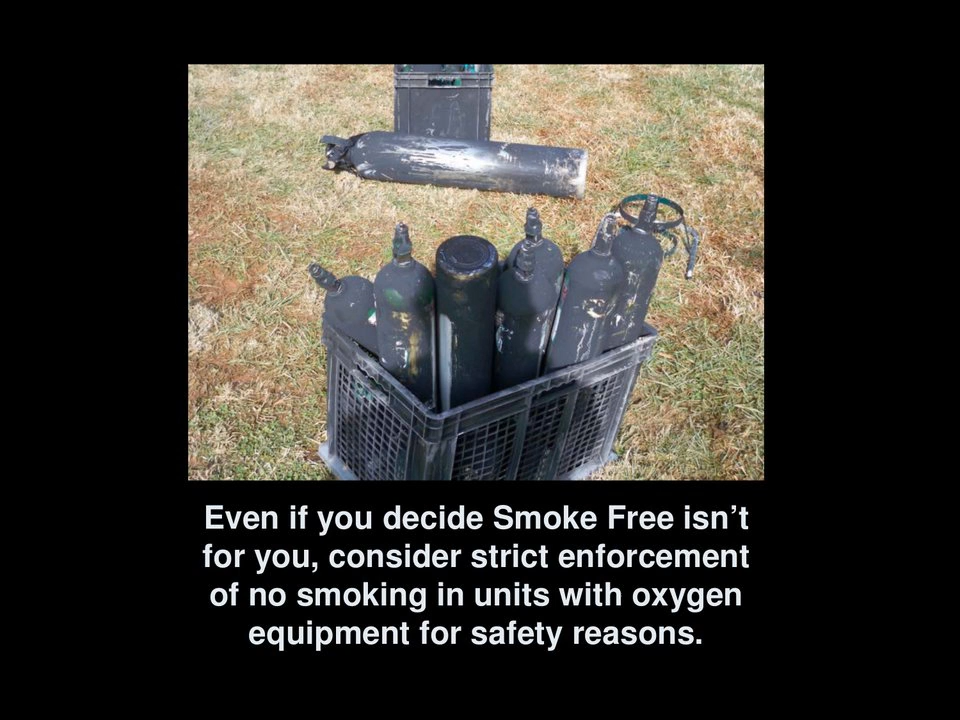 Even if you decide Smoke Free isn’t
for you, consider strict enforcement
of no smoking in units with oxygen
equipment for safety reasons.